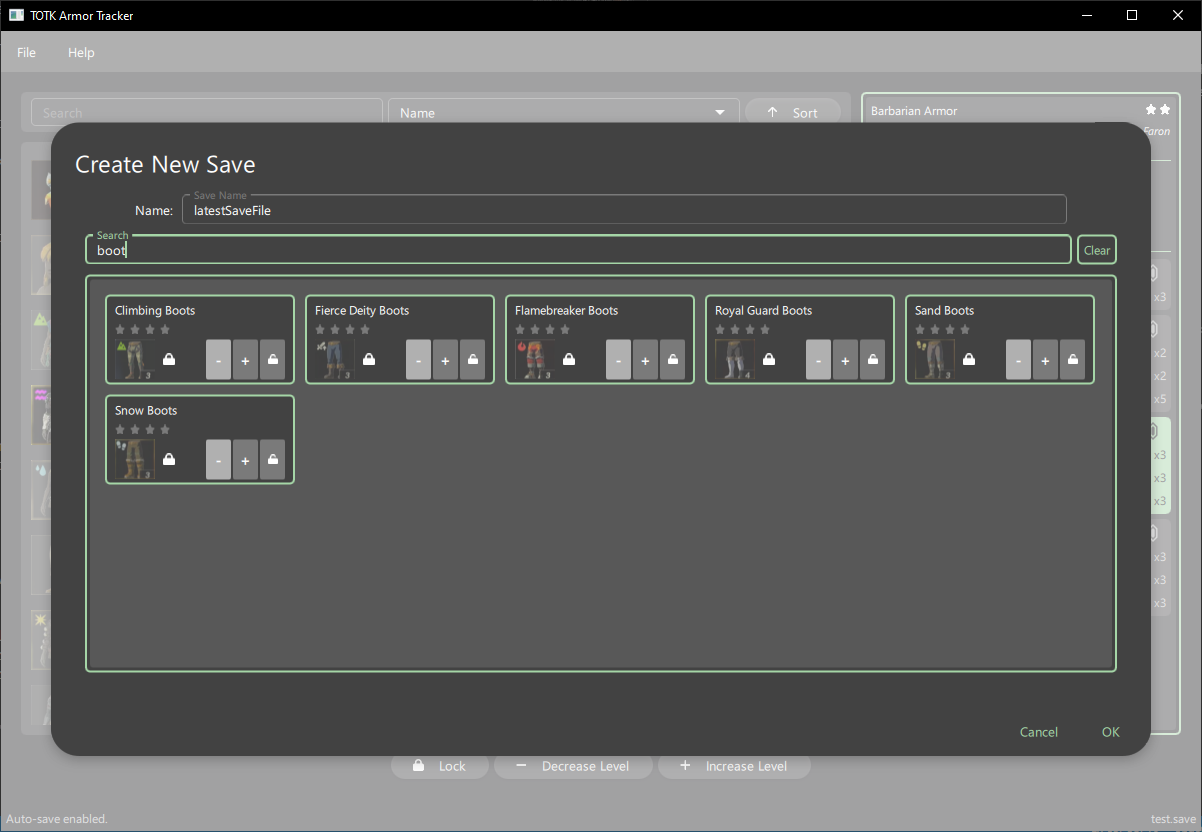 TOTK Armor Tracker
File Help
Search Name Sort
Barbarian Armor
Faron
Create New Save
Save Name
Name: latestSaveFile
Search
boot
Clear
Climbing Boots
3
- +
Fierce Deity Boots
3
- +
Flamebreaker Boots
3
- +
Royal Guard Boots
4
- +
Sand Boots
3
- +
Snow Boots
3
- +
x3
x2
x2
x5
x3
x3
x3
x3
x3
x3
Cancel OK
Lock Decrease Level Increase Level
Auto-save enabled. test.save